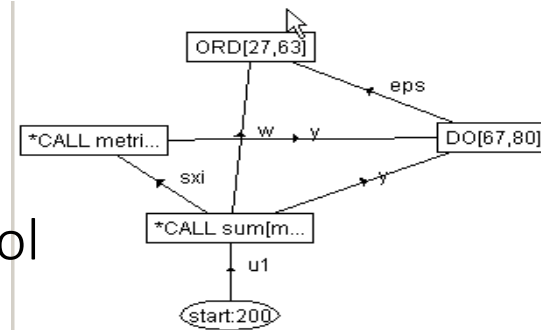 ORD[27,63]
eps
*CALL metri...
w
y
DO[67,80]
sxi
y
ol
*CALL sum[m...
u1
start:200